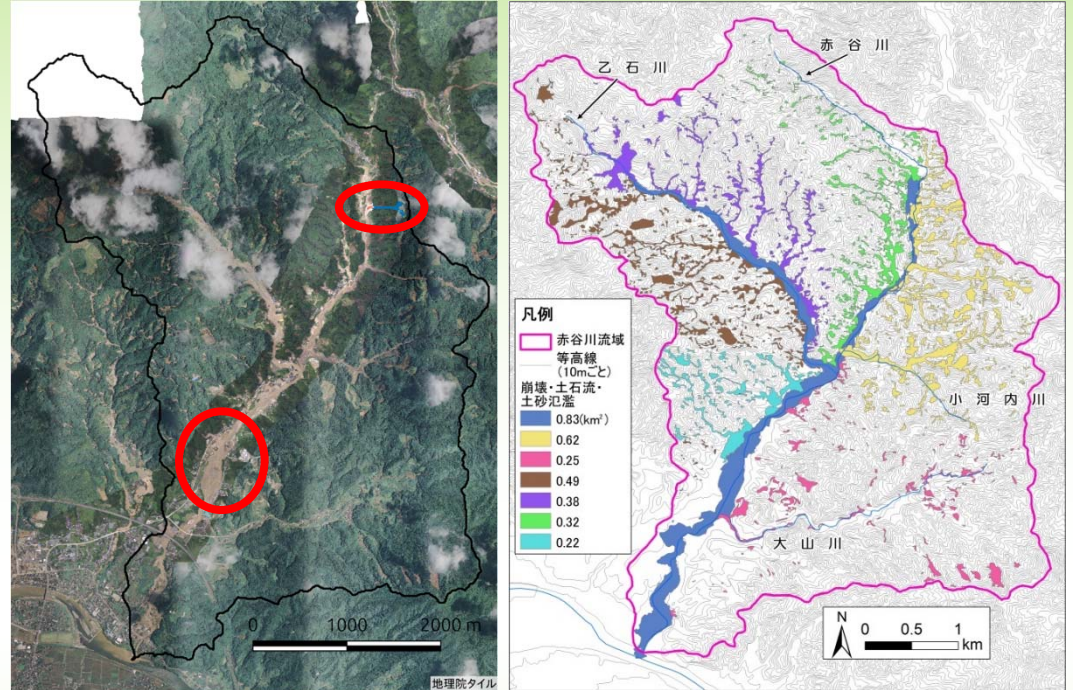 0 1000 2000 m
地理院タイル
赤谷川
乙石川
凡例
赤谷川流域
等高線
(10mごと)
崩壊・土石流・
土砂氾濫
0.83(km²)
0.62
0.25
0.49
0.38
0.32
0.22
小河内川
大山川
N
0 0.5 1
km